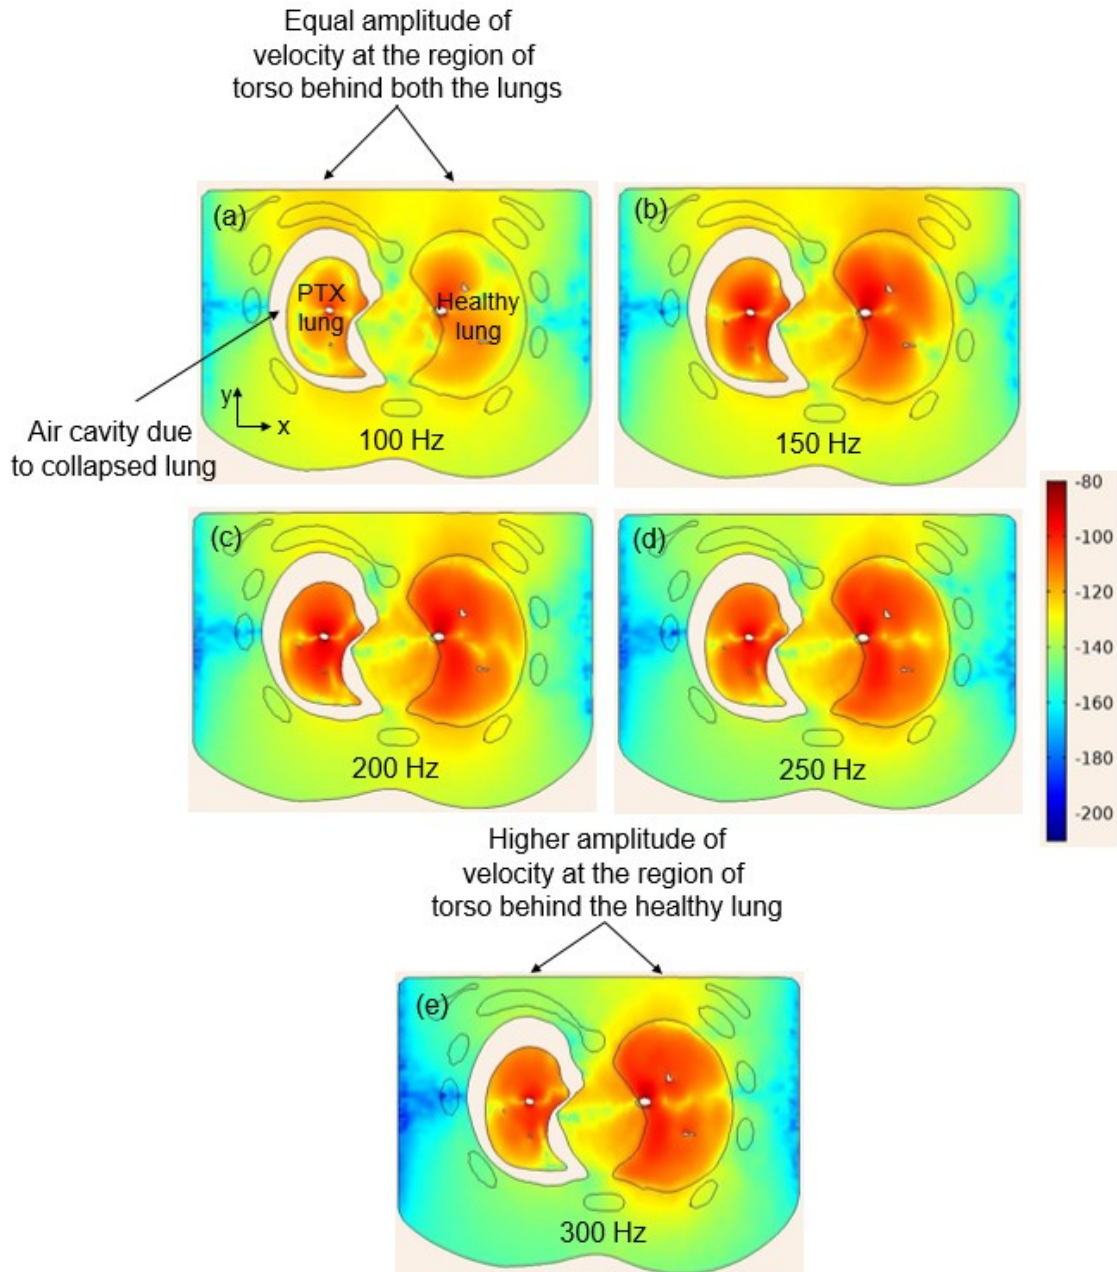 Equal amplitude of
velocity at the region of
torso behind both the lungs
(a)
(b)
PTX
lung
Healthy
lung
y
x
Air cavity due
to collapsed lung
100 Hz
150 Hz
-80
-100
-120
-140
-160
-180
-200
(c)
(d)
200 Hz
250 Hz
Higher amplitude of
velocity at the region of
torso behind the healthy lung
(e)
300 Hz